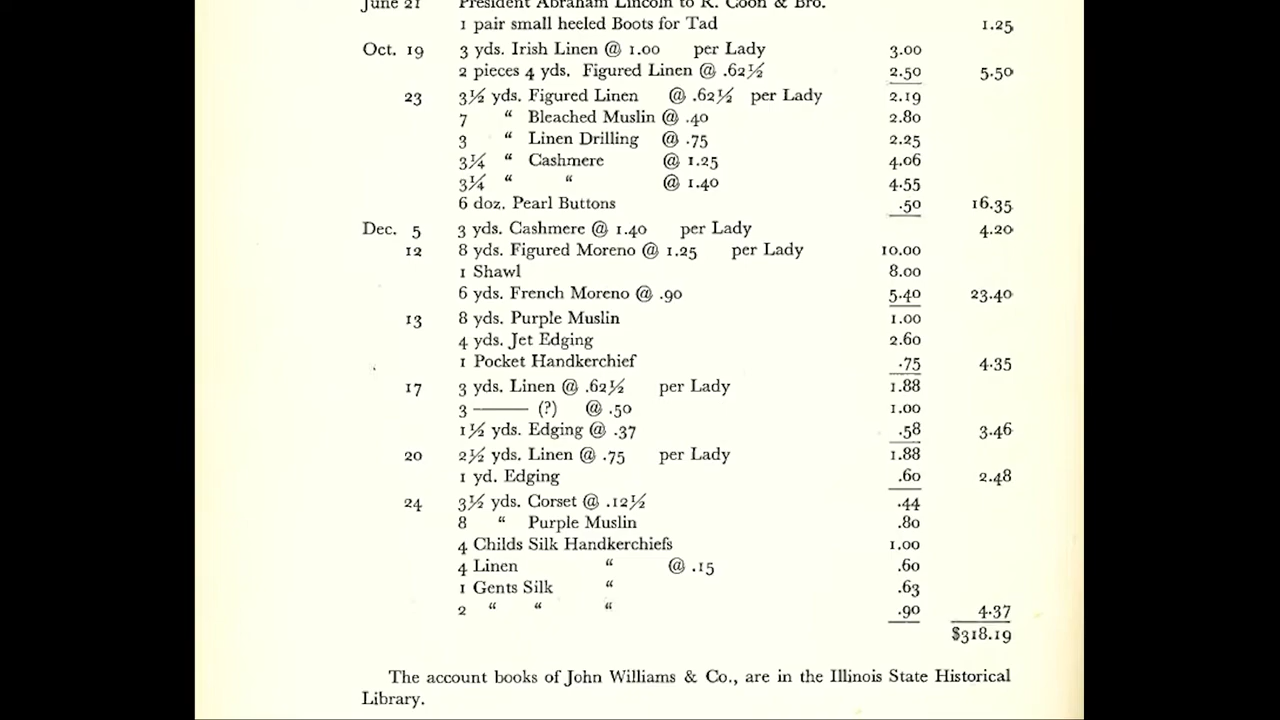 June 21 President Abraham Lincoln to R. Coon & Bro.
1 pair small heeled Boots for Tad 1.25
Oct. 19 3 yds. Irish Linen @ 1.00 per Lady 3.00
2 pieces 4 yds. Figured Linen @ .62½ 2.50 5.50
23 3½ yds. Figured Linen @ .62½ per Lady 2.19
7 “ Bleached Muslin @ .40 2.80
3 “ Linen Drilling @ .75 2.25
3¼ “ Cashmere @ 1.25 4.06
3¼ “ “ @ 1.40 4.55
6 doz. Pearl Buttons .50 16.35
Dec. 5 3 yds. Cashmere @ 1.40 per Lady 4.20
12 8 yds. Figured Moreno @ 1.25 per Lady 10.00
1 Shawl 8.00
6 yds. French Moreno @ .90 5.40 23.40
13 8 yds. Purple Muslin 1.00
4 yds. Jet Edging 2.60
1 Pocket Handkerchief .75 4.35
17 3 yds. Linen @ .62½ per Lady 1.88
3 ——— (?) @ .50 1.00
1½ yds. Edging @ .37 .58 3.46
20 2½ yds. Linen @ .75 per Lady 1.88
1 yd. Edging .60 2.48
24 3½ yds. Corset @ .12½ .44
8 “ Purple Muslin .80
4 Childs Silk Handkerchiefs 1.00
4 Linen “ @ .15 .60
1 Gents Silk “ .63
2 “ “ “ .90 4.37
$318.19
The account books of John Williams & Co., are in the Illinois State Historical
Library.